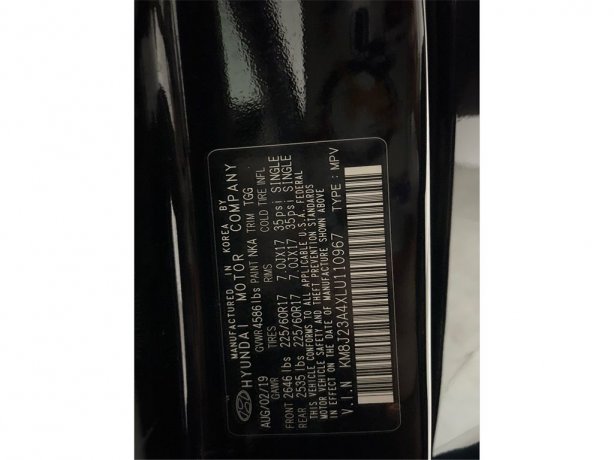 MANUFACTURED IN KOREA BY
HYUNDAI MOTOR COMPANY
AUG/02/19 GVWR 4586 lbs PAINT NKA TRIM TGG
GAWR TIRES RIMS COLD TIRE INFL
FRONT 2646 lbs 225/60R17 7.0JX17 35psi SINGLE
REAR 2535 lbs 225/60R17 7.0JX17 35psi SINGLE
THIS VEHICLE CONFORMS TO ALL APPLICABLE U.S.A. FEDERAL
MOTOR VEHICLE SAFETY AND THEFT PREVENTION STANDARDS
IN EFFECT ON THE DATE OF MANUFACTURE SHOWN ABOVE
V.I.N KM8J23A4XLU110967 TYPE : MPV